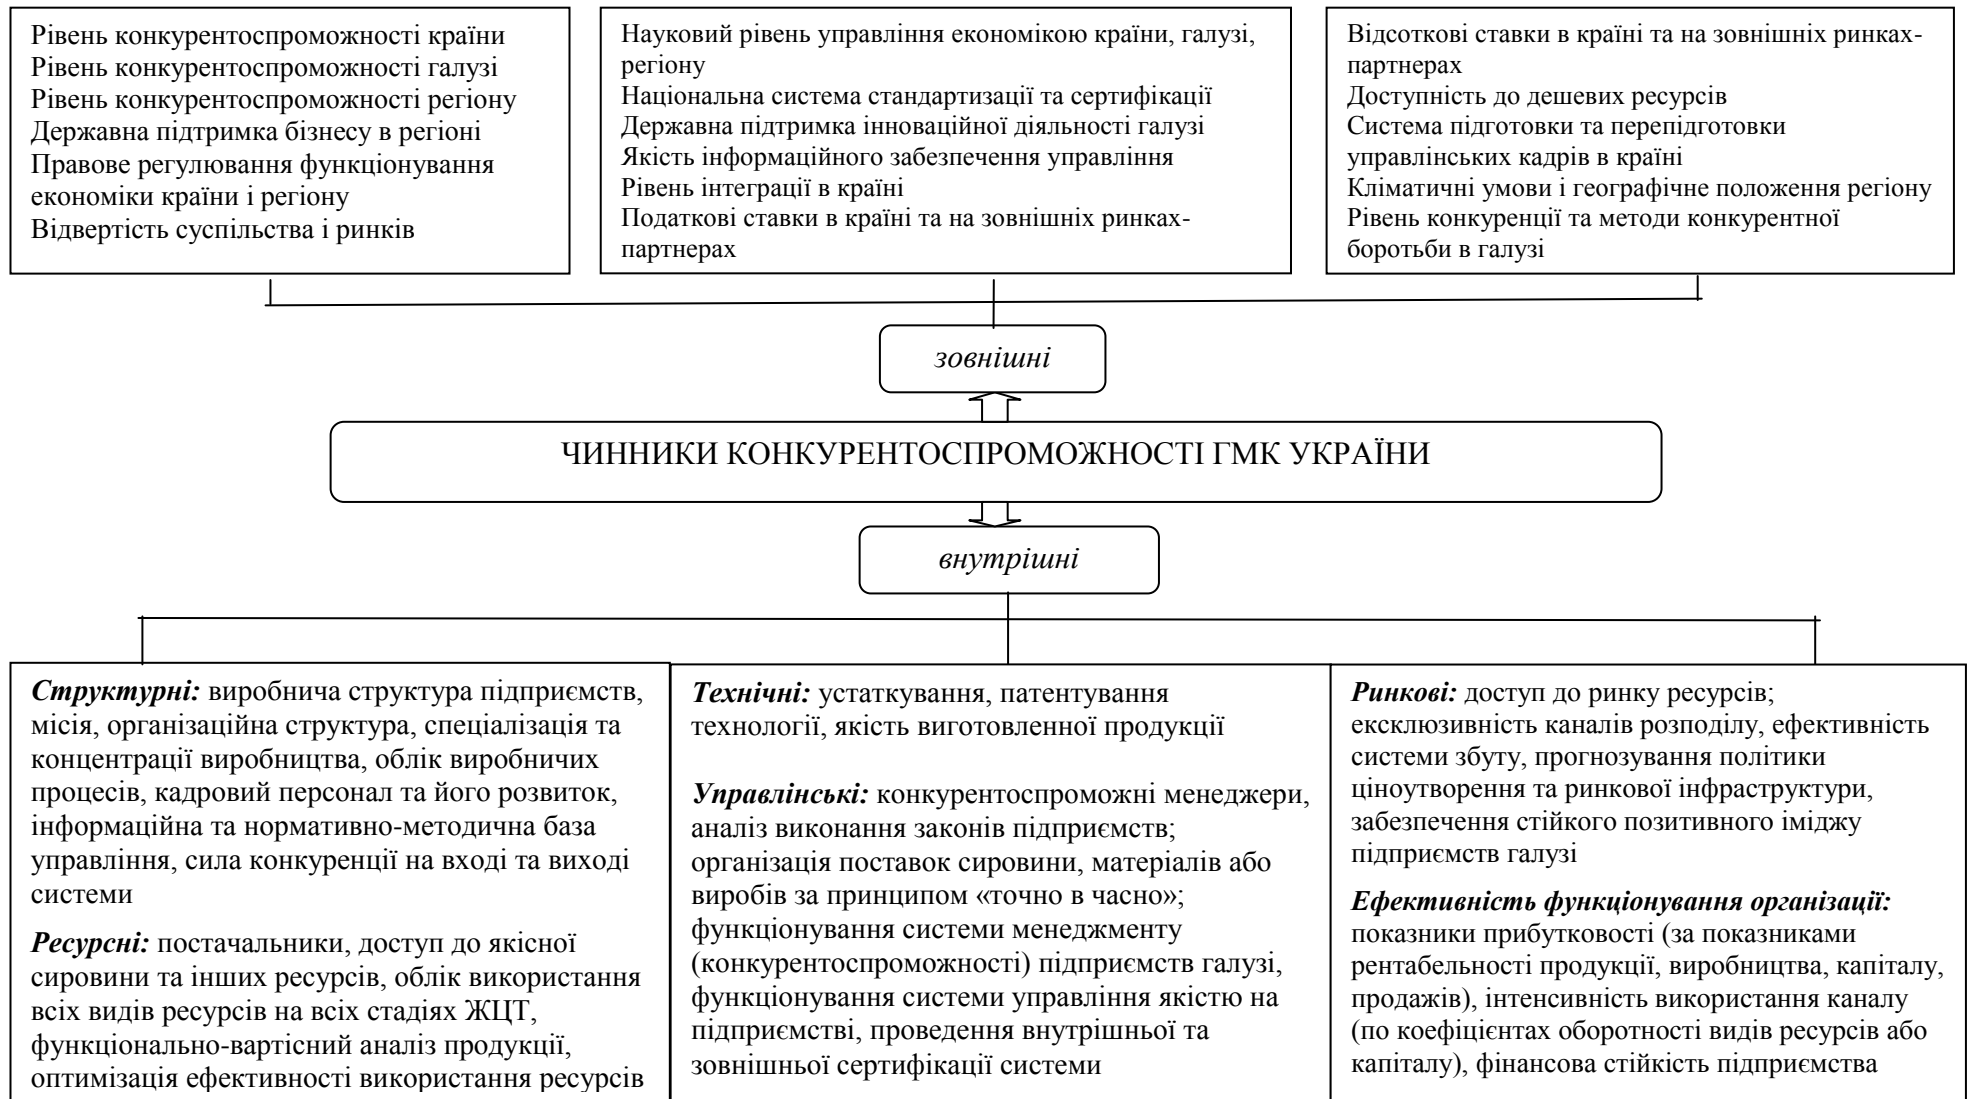 Рівень конкурентоспроможності країни
Рівень конкурентоспроможності галузі
Рівень конкурентоспроможності регіону
Державна підтримка бізнесу в регіоні
Правове регулювання функціонування
економіки країни і регіону
Відвертість суспільства і ринків
Науковий рівень управління економікою країни, галузі,
регіону
Національна система стандартизації та сертифікації
Державна підтримка інноваційної діяльності галузі
Якість інформаційного забезпечення управління
Рівень інтеграції в країні
Податкові ставки в країні та на зовнішніх ринках-
партнерах
Відсоткові ставки в країні та на зовнішніх ринках-
партнерах
Доступність до дешевих ресурсів
Система підготовки та перепідготовки
управлінських кадрів в країні
Кліматичні умови і географічне положення регіону
Рівень конкуренції та методи конкурентної
боротьби в галузі
зовнішні
ЧИННИКИ КОНКУРЕНТОСПРОМОЖНОСТІ ГМК УКРАЇНИ
внутрішні
Структурні: виробнича структура підприємств,
місія, організаційна структура, спеціалізація та
концентрації виробництва, облік виробничих
процесів, кадровий персонал та його розвиток,
інформаційна та нормативно-методична база
управління, сила конкуренції на вході та виході
системи
Ресурсні: постачальники, доступ до якісної
сировини та інших ресурсів, облік використання
всіх видів ресурсів на всіх стадіях ЖЦТ,
функціонально-вартісний аналіз продукції,
оптимізація ефективності використання ресурсів
Технічні: устаткування, патентування
технології, якість виготовленної продукції
Управлінські: конкурентоспроможні менеджери,
аналіз виконання законів підприємств;
організація поставок сировини, матеріалів або
виробів за принципом «точно в часно»;
функціонування системи менеджменту
(конкурентоспроможності) підприємств галузі,
функціонування системи управління якістю на
підприємстві, проведення внутрішньої та
зовнішньої сертифікації системи
Ринкові: доступ до ринку ресурсів;
ексклюзивність каналів розподілу, ефективність
системи збуту, прогнозування політики
ціноутворення та ринкової інфраструктури,
забезпечення стійкого позитивного іміджу
підприємств галузі
Ефективність функціонування організації:
показники прибутковості (за показниками
рентабельності продукції, виробництва, капіталу,
продажів), інтенсивність використання каналу
(по коефіцієнтах оборотності видів ресурсів або
капіталу), фінансова стійкість підприємства